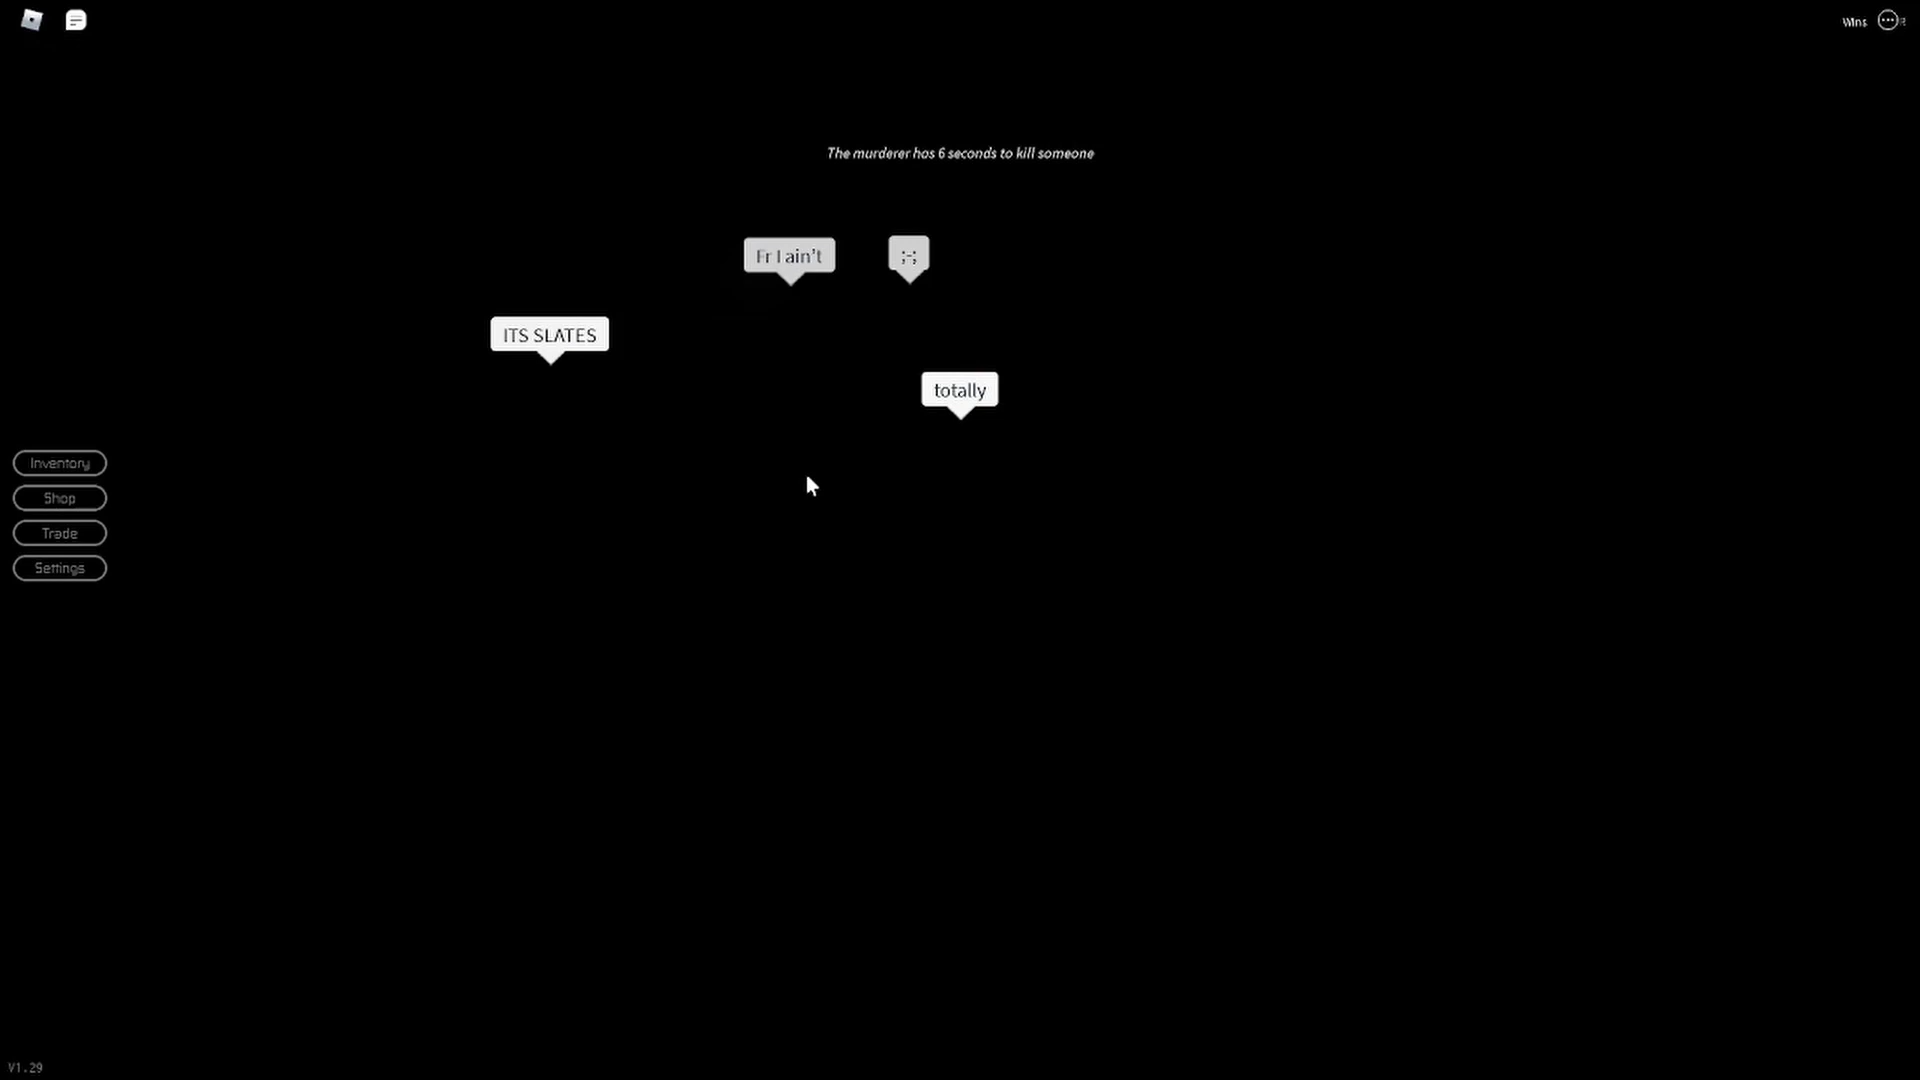 Wins
The murderer has 6 seconds to kill someone
Fr I ain't
;-;
ITS SLATES
totally
Inventory
Shop
Trade
Settings
V1.29